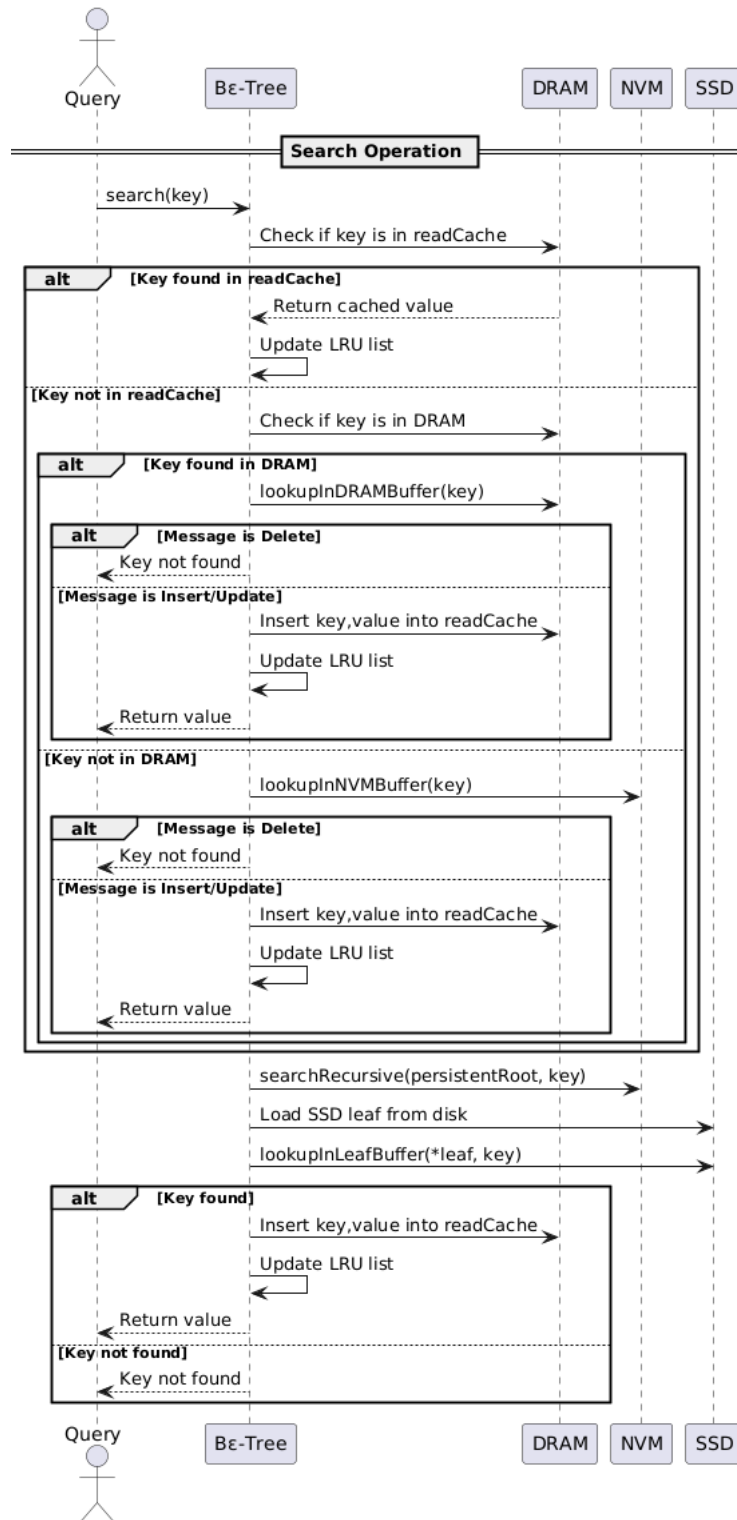 Query
Bε-Tree
DRAM
NVM
SSD
Search Operation
search(key)
Check if key is in readCache
alt [Key found in readCache]
Return cached value
Update LRU list
[Key not in readCache]
Check if key is in DRAM
alt [Key found in DRAM]
lookupInDRAMBuffer(key)
alt [Message is Delete]
Key not found
[Message is Insert/Update]
Insert key,value into readCache
Update LRU list
Return value
[Key not in DRAM]
lookupInNVMBuffer(key)
alt [Message is Delete]
Key not found
[Message is Insert/Update]
Insert key,value into readCache
Update LRU list
Return value
searchRecursive(persistentRoot, key)
Load SSD leaf from disk
lookupInLeafBuffer(*leaf, key)
alt [Key found]
Insert key,value into readCache
Update LRU list
Return value
[Key not found]
Key not found
Query
Bε-Tree
DRAM
NVM
SSD